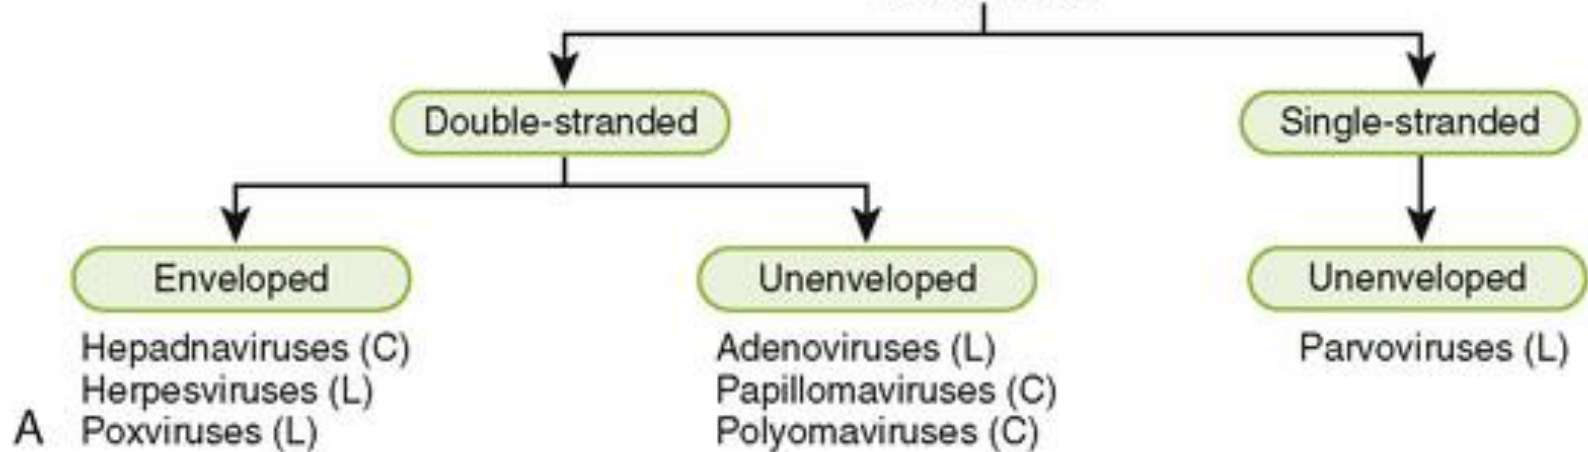 Double-stranded
Single-stranded
Enveloped
Unenveloped
Unenveloped
Hepadnaviruses (C)
Herpesviruses (L)
Poxviruses (L)
Adenoviruses (L)
Papillomaviruses (C)
Polyomaviruses (C)
Parvoviruses (L)
A